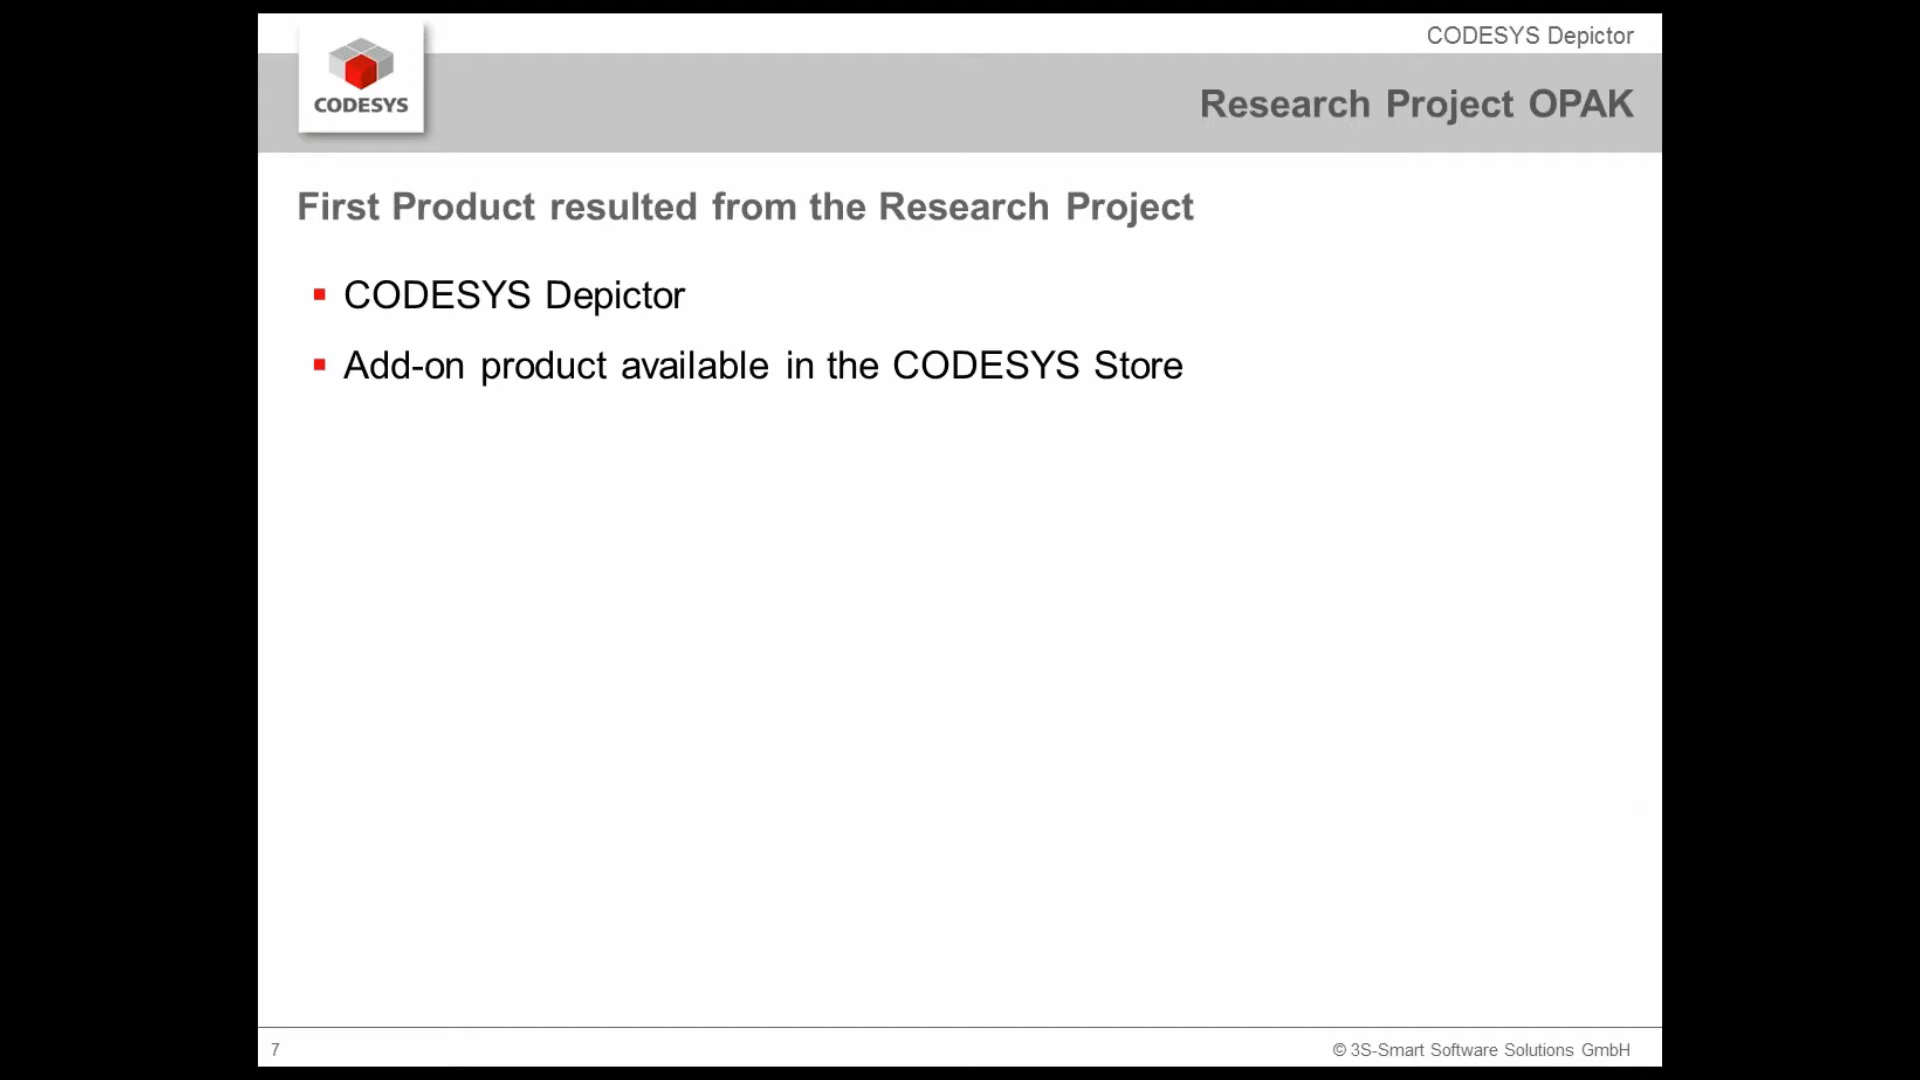 CODESYS Depictor
CODESYS
Research Project OPAK
First Product resulted from the Research Project
▪ CODESYS Depictor
▪ Add-on product available in the CODESYS Store
7
© 3S-Smart Software Solutions GmbH